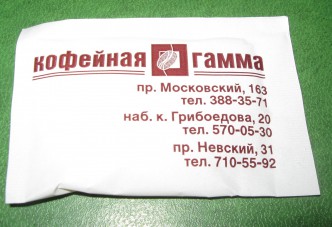 кофейная гамма
пр. Московский, 163
тел. 388-35-71
наб. к. Грибоедова, 20
тел. 570-05-30
пр. Невский, 31
тел. 710-55-92